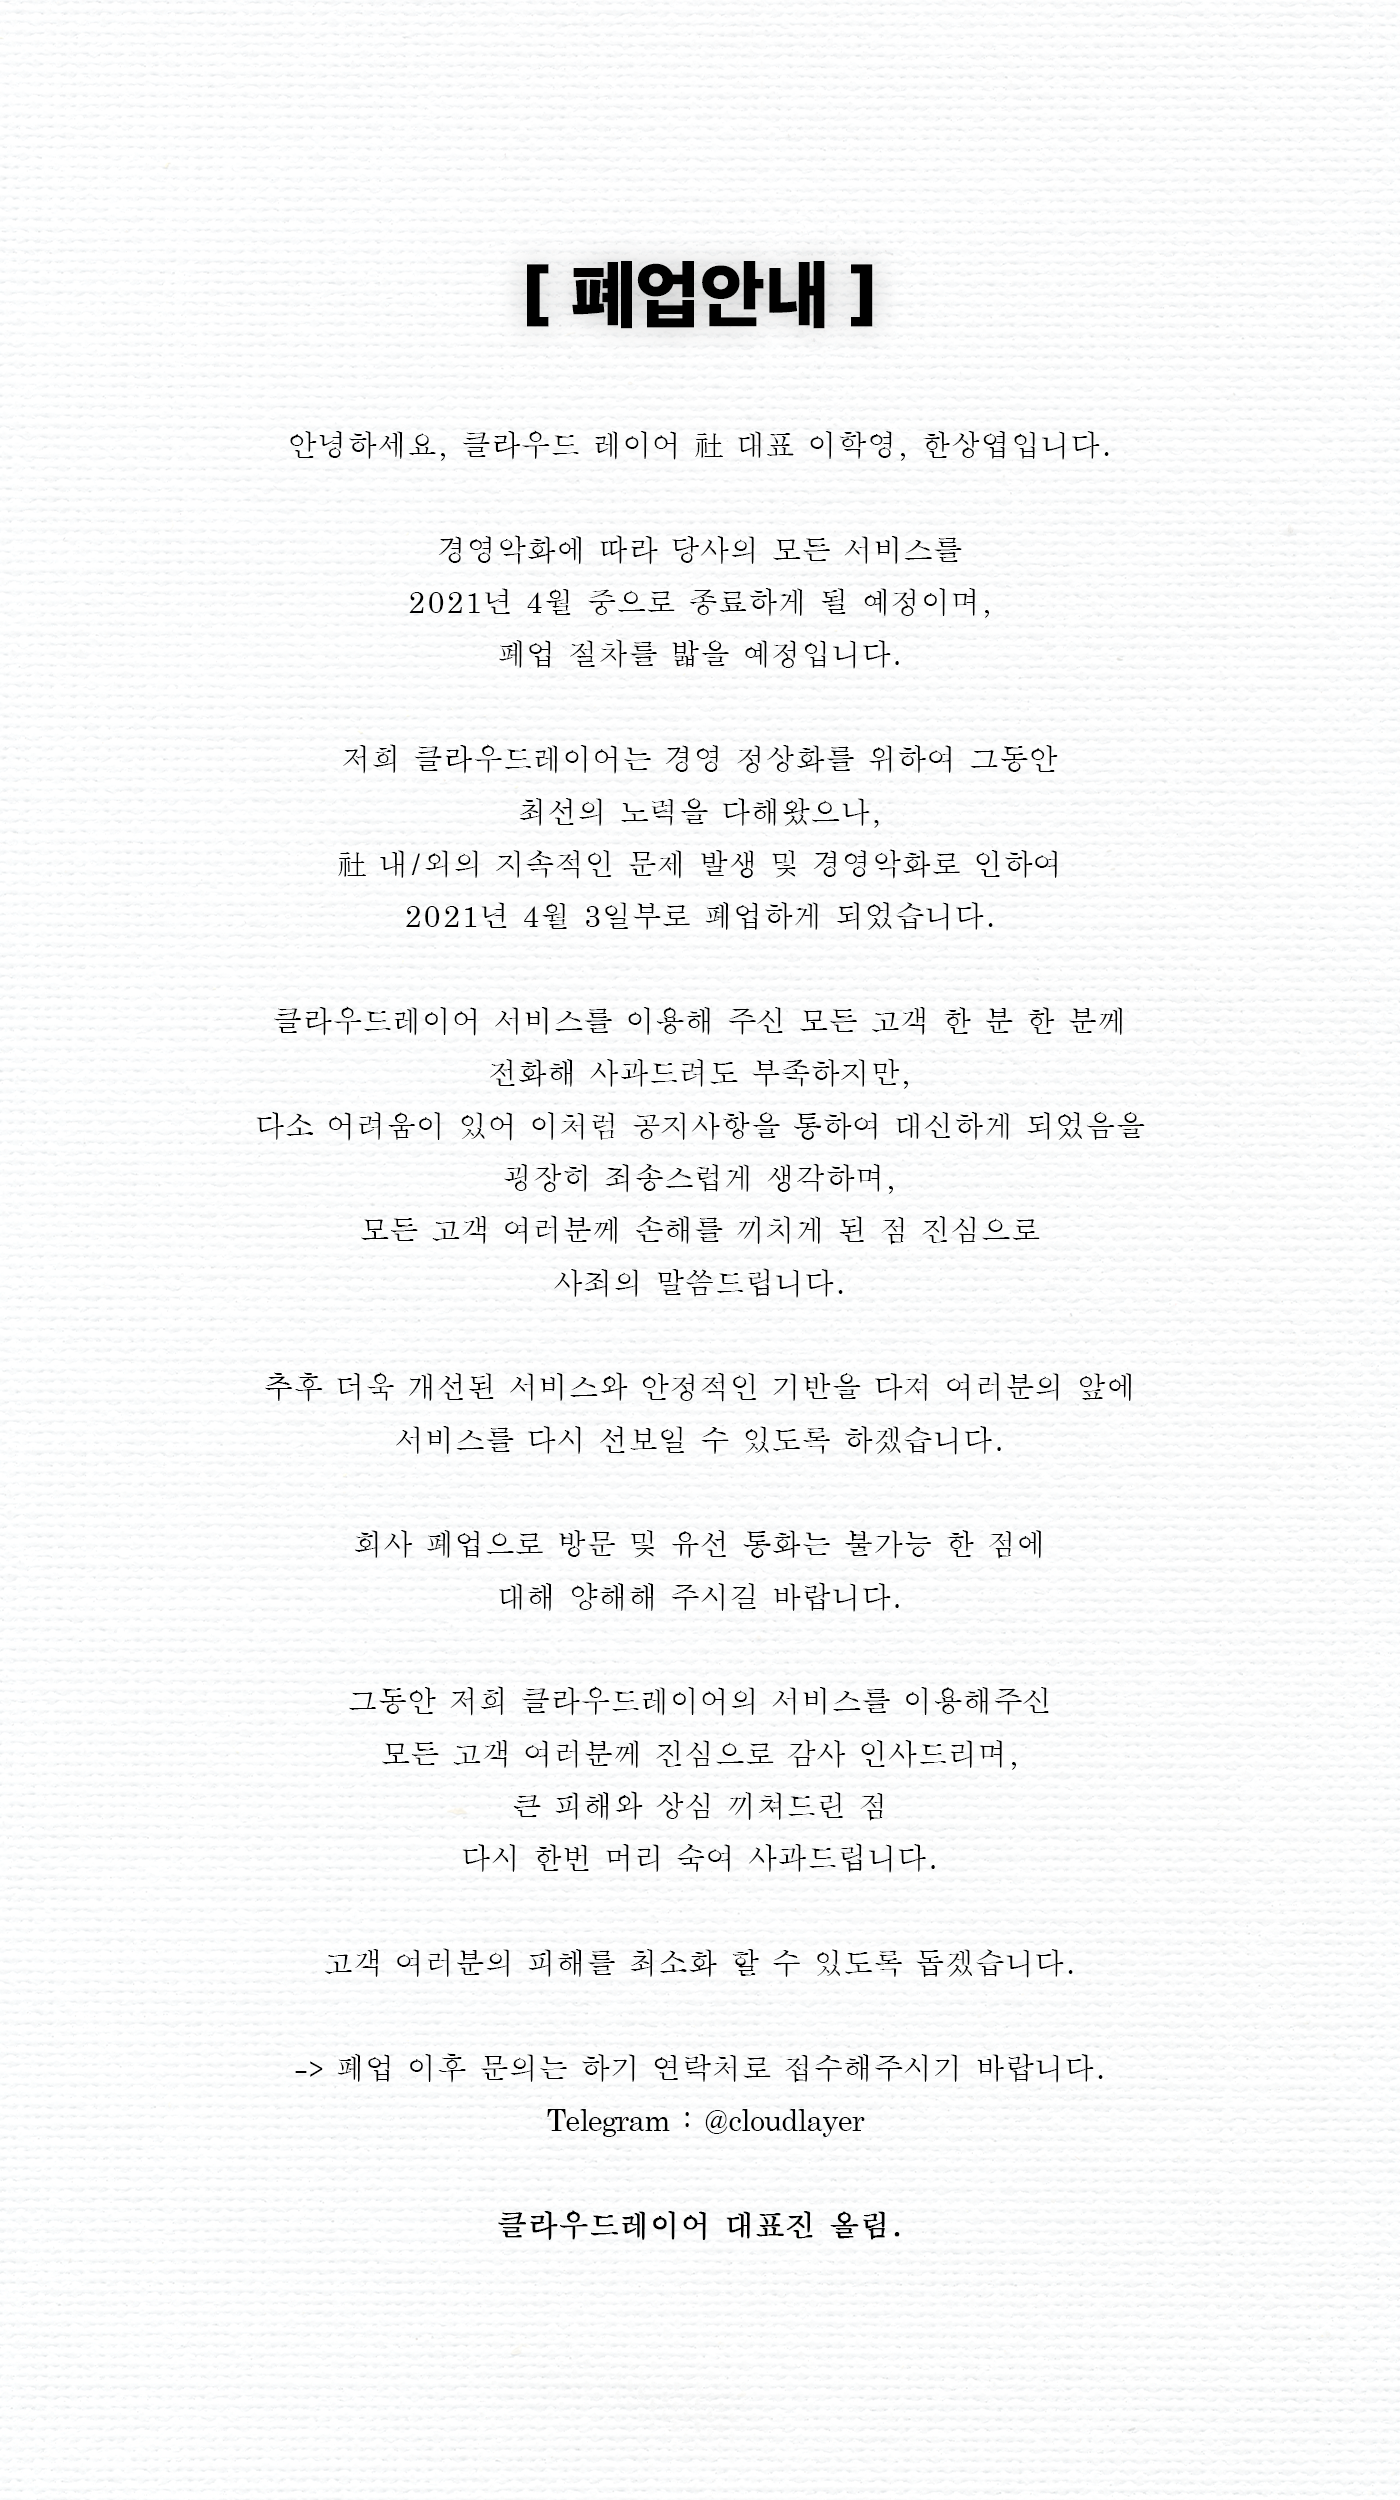 [ 폐업안내 ]
안녕하세요, 클라우드 레이어 社 대표 이학영, 한상엽입니다.
경영악화에 따라 당사의 모든 서비스를
2021년 4월 중으로 종료하게 될 예정이며,
폐업 절차를 밟을 예정입니다.
저희 클라우드레이어는 경영 정상화를 위하여 그동안
최선의 노력을 다해왔으나,
社 내/외의 지속적인 문제 발생 및 경영악화로 인하여
2021년 4월 3일부로 폐업하게 되었습니다.
클라우드레이어 서비스를 이용해 주신 모든 고객 한 분 한 분께
전화해 사과드려도 부족하지만,
다소 어려움이 있어 이처럼 공지사항을 통하여 대신하게 되었음을
굉장히 죄송스럽게 생각하며,
모든 고객 여러분께 손해를 끼치게 된 점 진심으로
사죄의 말씀드립니다.
추후 더욱 개선된 서비스와 안정적인 기반을 다져 여러분의 앞에
서비스를 다시 선보일 수 있도록 하겠습니다.
회사 폐업으로 방문 및 유선 통화는 불가능 한 점에
대해 양해해 주시길 바랍니다.
그동안 저희 클라우드레이어의 서비스를 이용해주신
모든 고객 여러분께 진심으로 감사 인사드리며,
큰 피해와 상심 끼쳐드린 점
다시 한번 머리 숙여 사과드립니다.
고객 여러분의 피해를 최소화 할 수 있도록 돕겠습니다.
-> 폐업 이후 문의는 하기 연락처로 접수해주시기 바랍니다.
Telegram : @cloudlayer
클라우드레이어 대표진 올림.